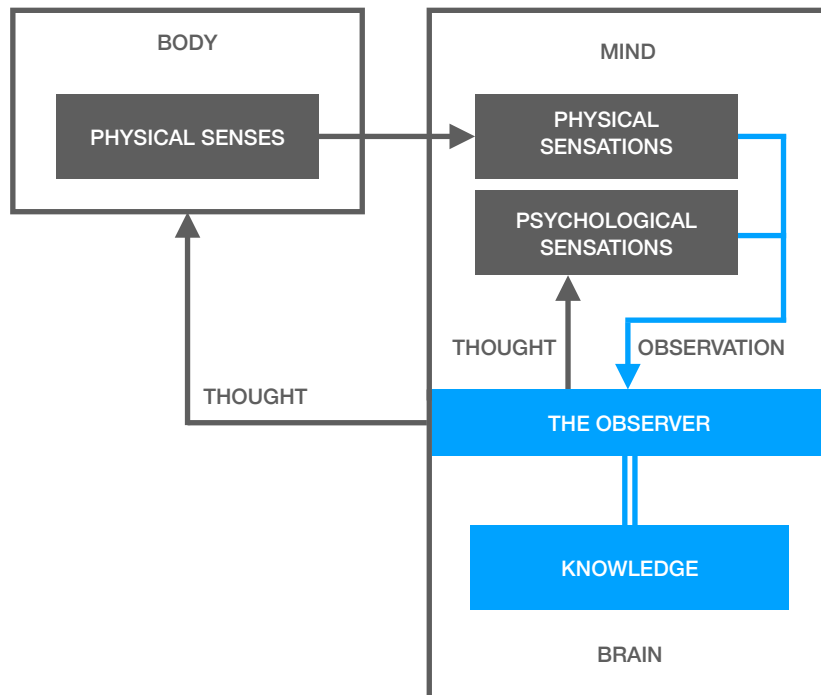 BODY
MIND
PHYSICAL SENSES
PHYSICAL
SENSATIONS
PSYCHOLOGICAL
SENSATIONS
THOUGHT
OBSERVATION
THOUGHT
THE OBSERVER
KNOWLEDGE
BRAIN